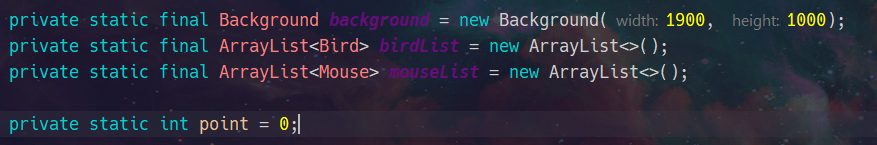 private static final Background background = new Background( width: 1900, height: 1000);
private static final ArrayList<Bird> birdList = new ArrayList<>();
private static final ArrayList<Mouse> mouseList = new ArrayList<>();
private static int point = 0;